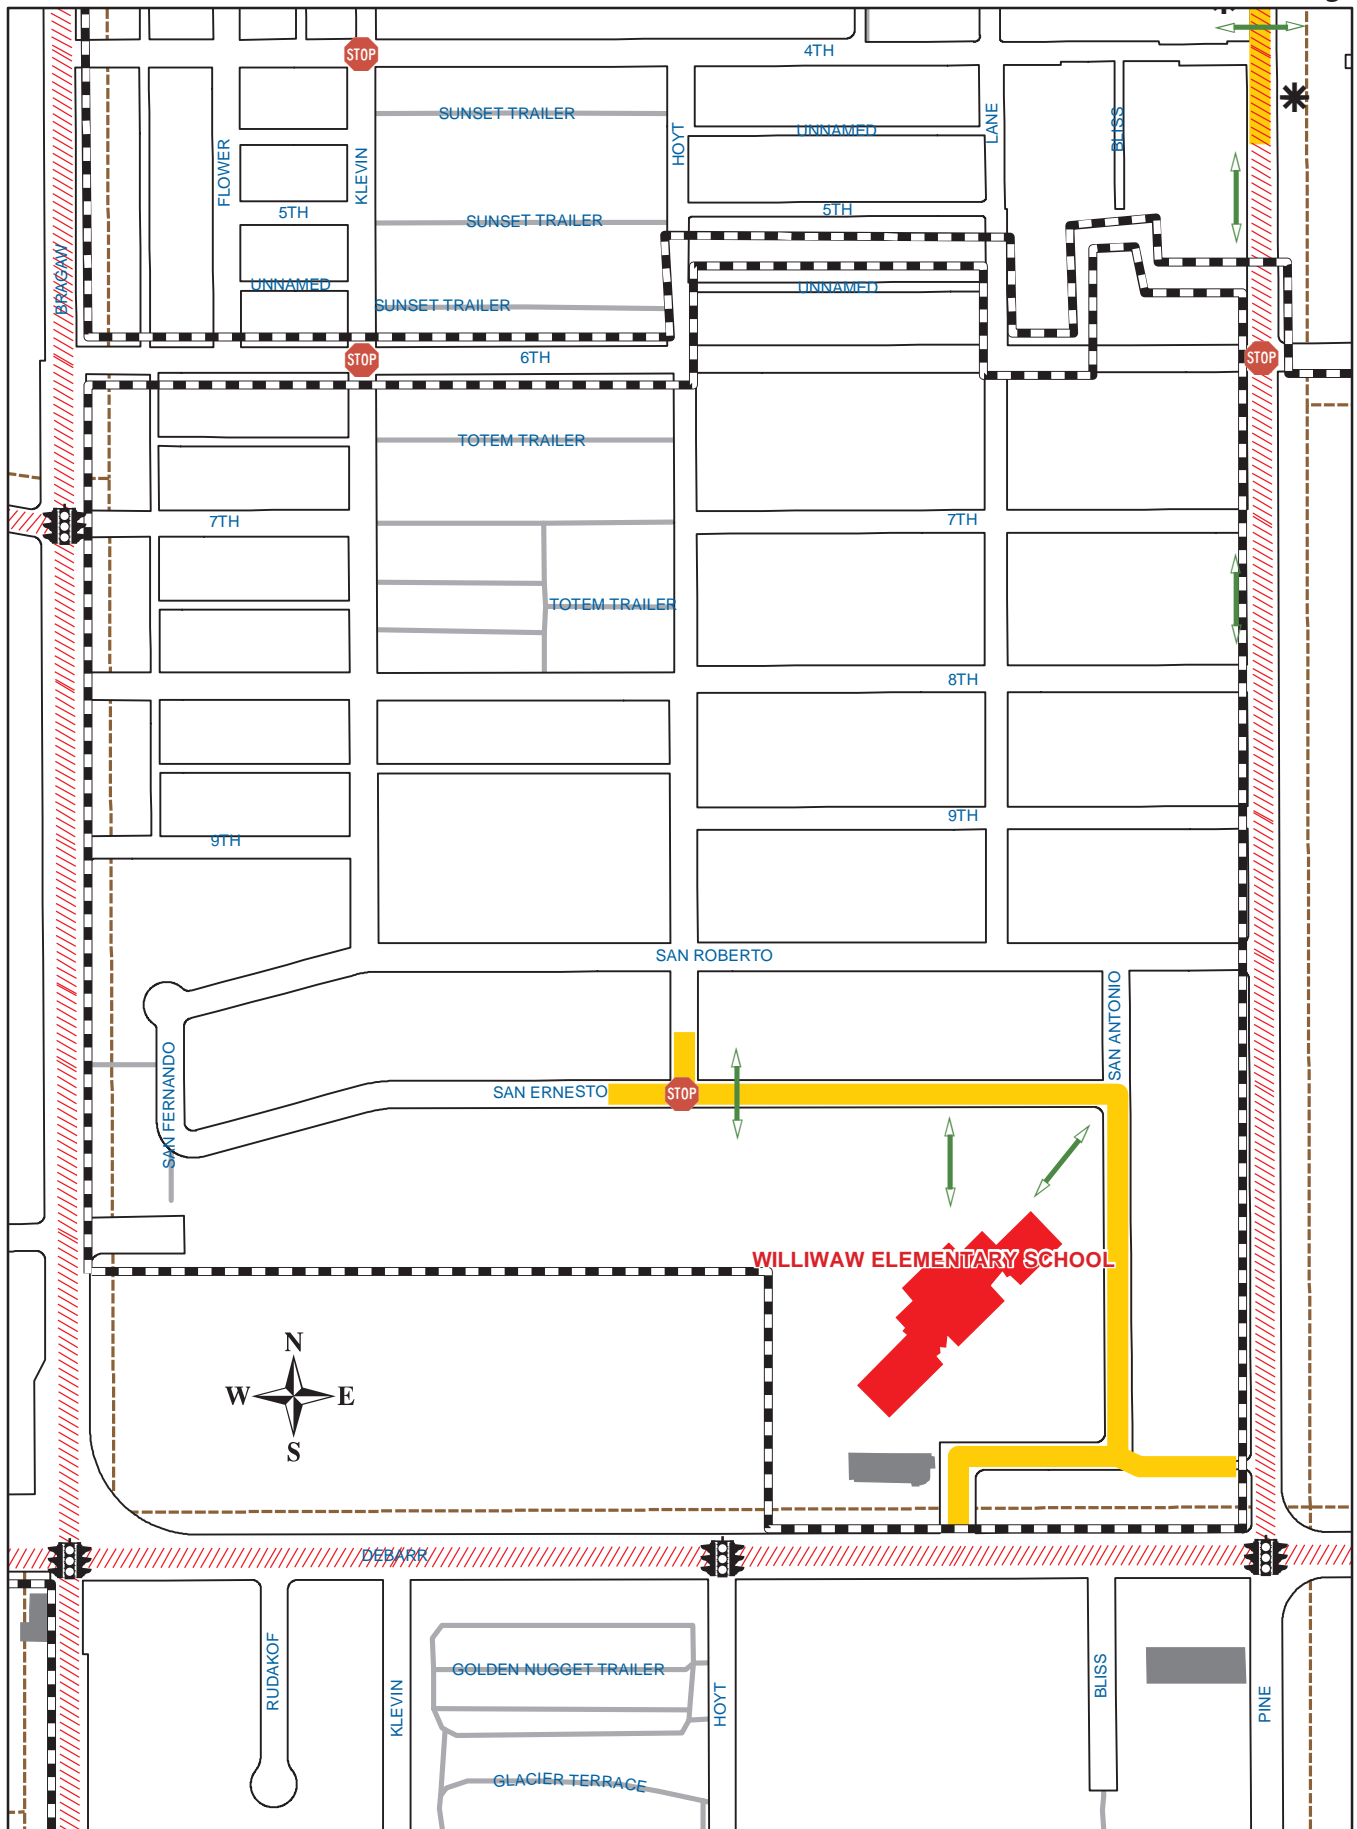 4TH
STOP
SUNSET TRAILER
UNNAMED
LANE
BLISS
HOYT
FLOWER
KLEVIN
5TH
5TH
SUNSET TRAILER
BRAGAW
UNNAMED
UNNAMED
SUNSET TRAILER
STOP
6TH
STOP
TOTEM TRAILER
7TH
7TH
TOTEM TRAILER
8TH
9TH
9TH
SAN ROBERTO
SAN ANTONIO
SAN FERNANDO
SAN ERNESTO
STOP
WILLIWAW ELEMENTARY SCHOOL
N
W E
S
DEBARR
RUDAKOF
KLEVIN
GOLDEN NUGGET TRAILER
HOYT
BLISS
PINE
GLACIER TERRACE